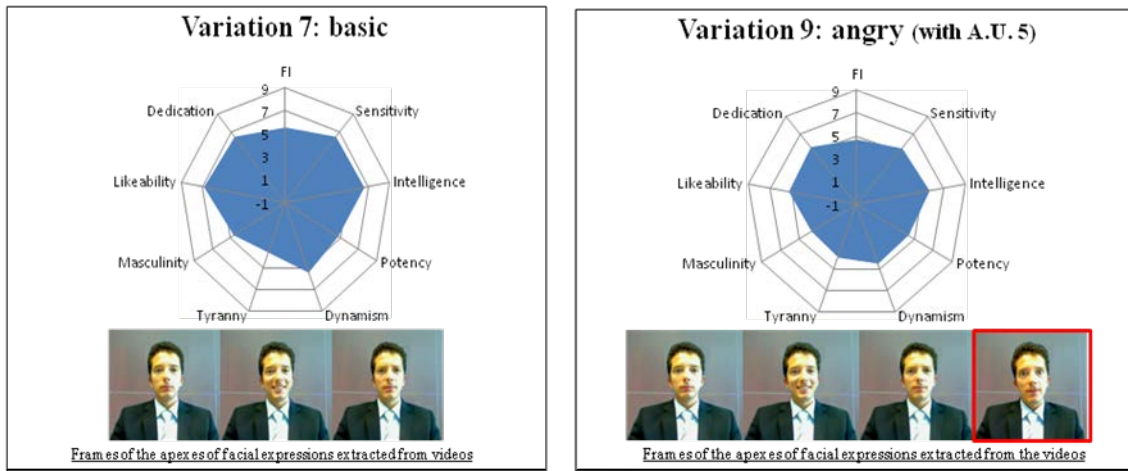 Variation 7: basic
FI
9
Dedication
Sensitivity
7
5
3
Likeability
Intelligence
1
-1
Masculinity
Potency
Tyranny
Dynamism
Frames of the apexes of facial expressions extracted from videos
Variation 9: angry (with A.U. 5)
FI
9
Dedication
Sensitivity
7
5
3
Likeability
Intelligence
1
-1
Masculinity
Potency
Tyranny
Dynamism
Frames of the apexes of facial expressions extracted from the videos